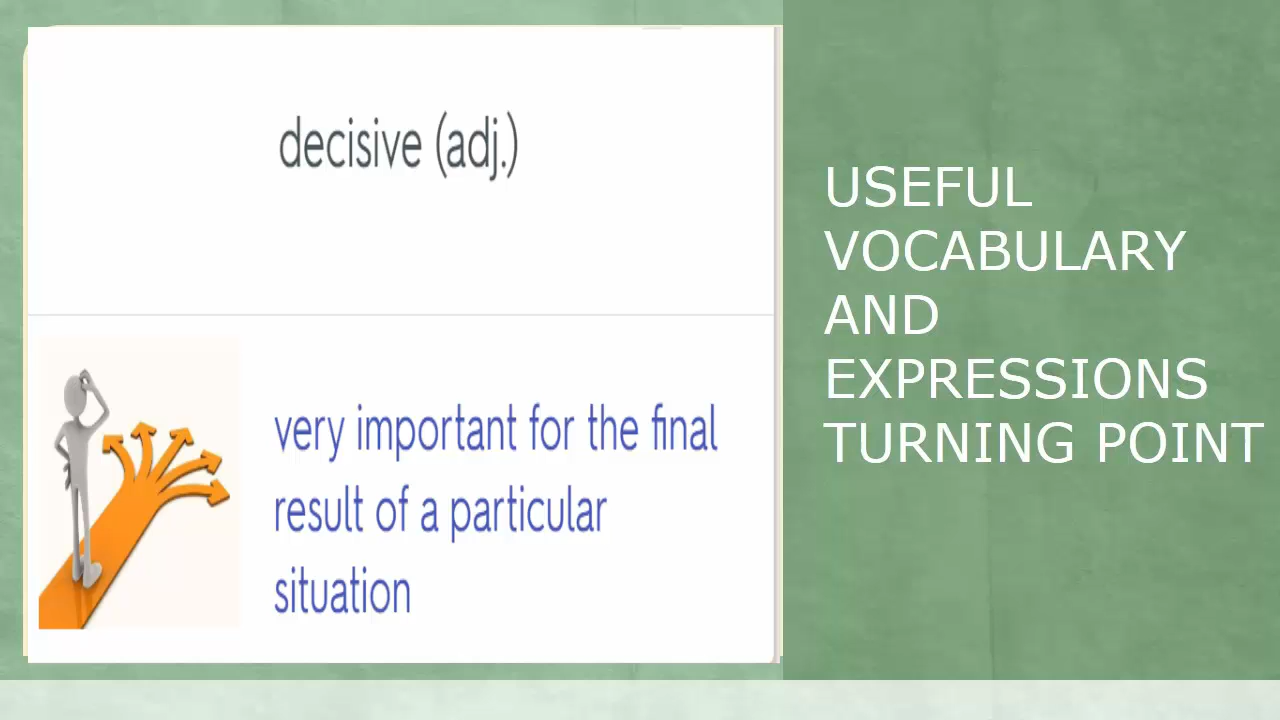 decisive (adj.)
very important for the final
result of a particular
situation
USEFUL
VOCABULARY
AND
EXPRESSIONS
TURNING POINT